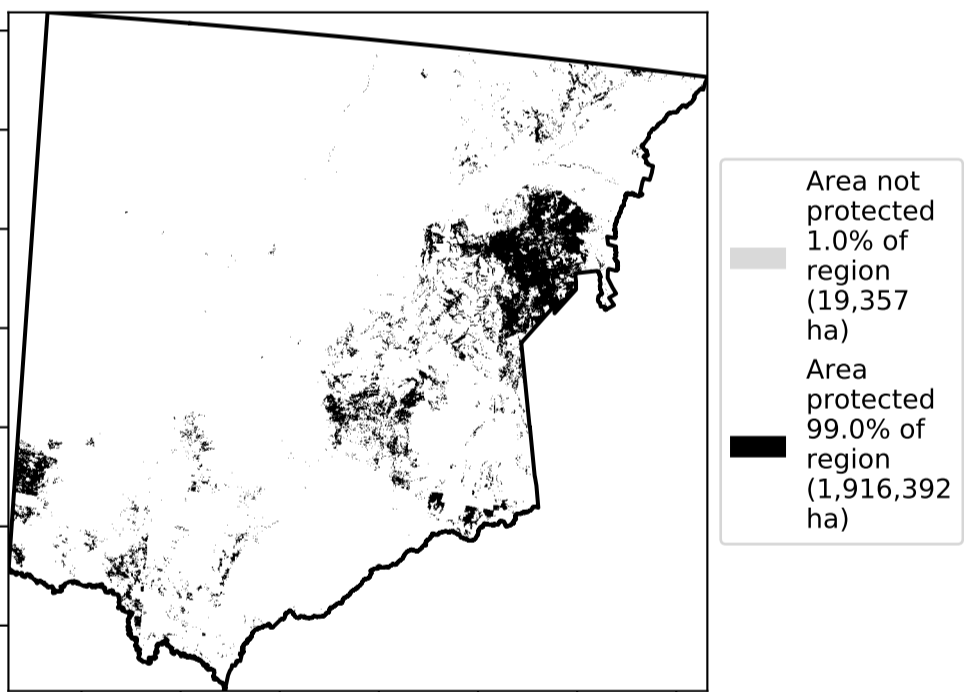 Area not
protected
1.0% of
region
(19,357
ha)
Area
protected
99.0% of
region
(1,916,392
ha)